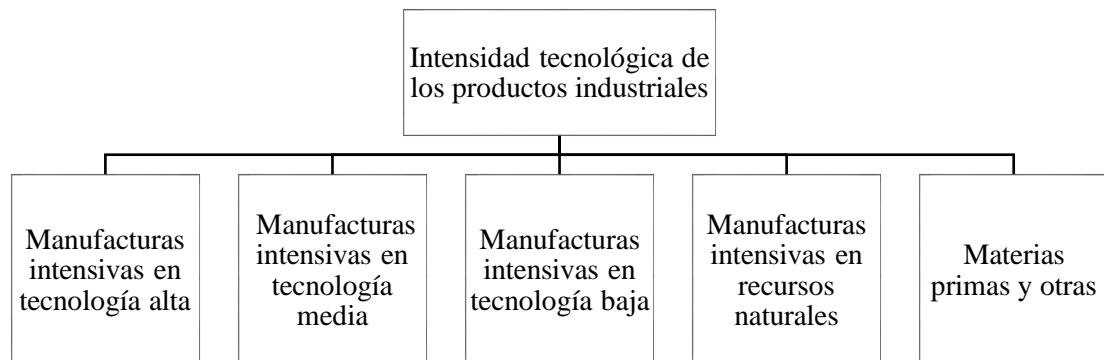 Intensidad tecnológica de
los productos industriales
Manufacturas
intensivas en
tecnología alta
Manufacturas
intensivas en
tecnología
media
Manufacturas
intensivas en
tecnología baja
Manufacturas
intensivas en
recursos
naturales
Materias
primas y otras